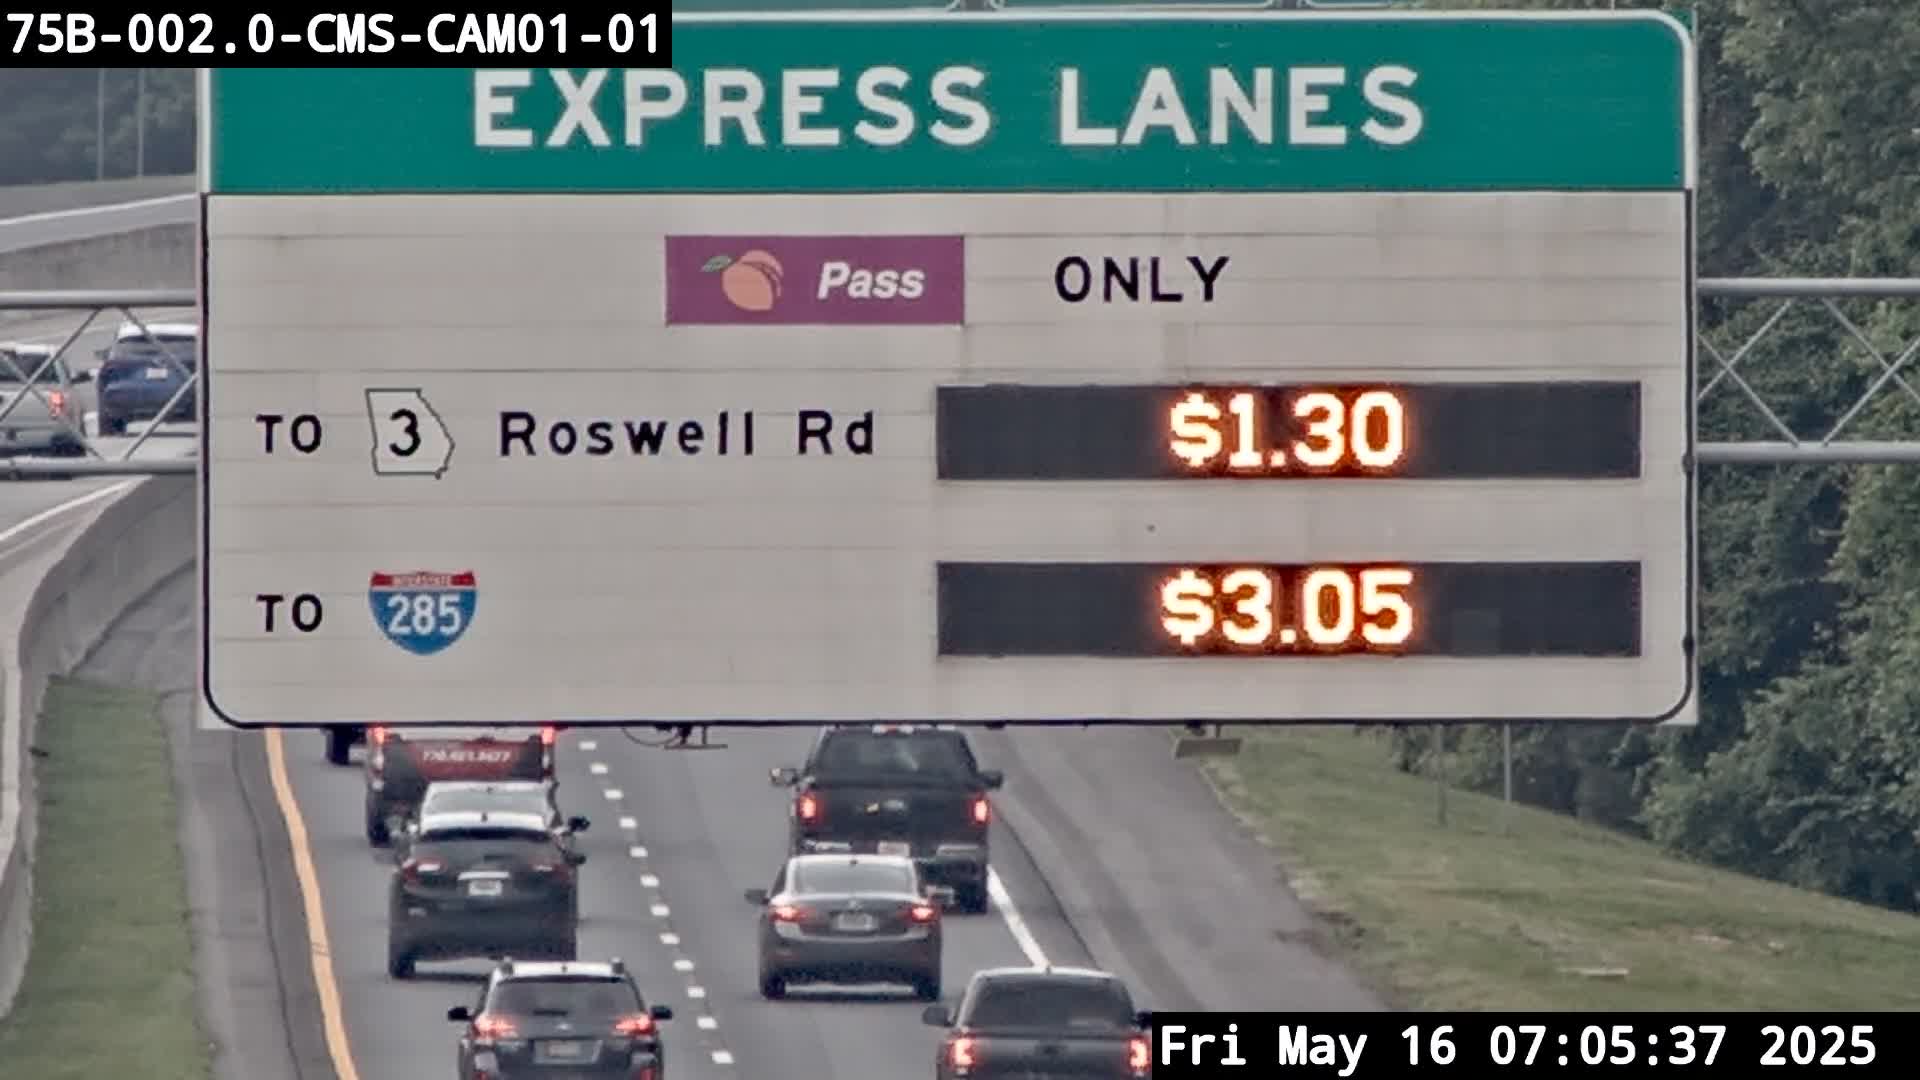 75B-002.0-CMS-CAM01-01
EXPRESS LANES
Pass ONLY
TO 3 Roswell Rd $1.30
INTERSTATE
TO 285 $3.05
Fri May 16 07:05:37 2025